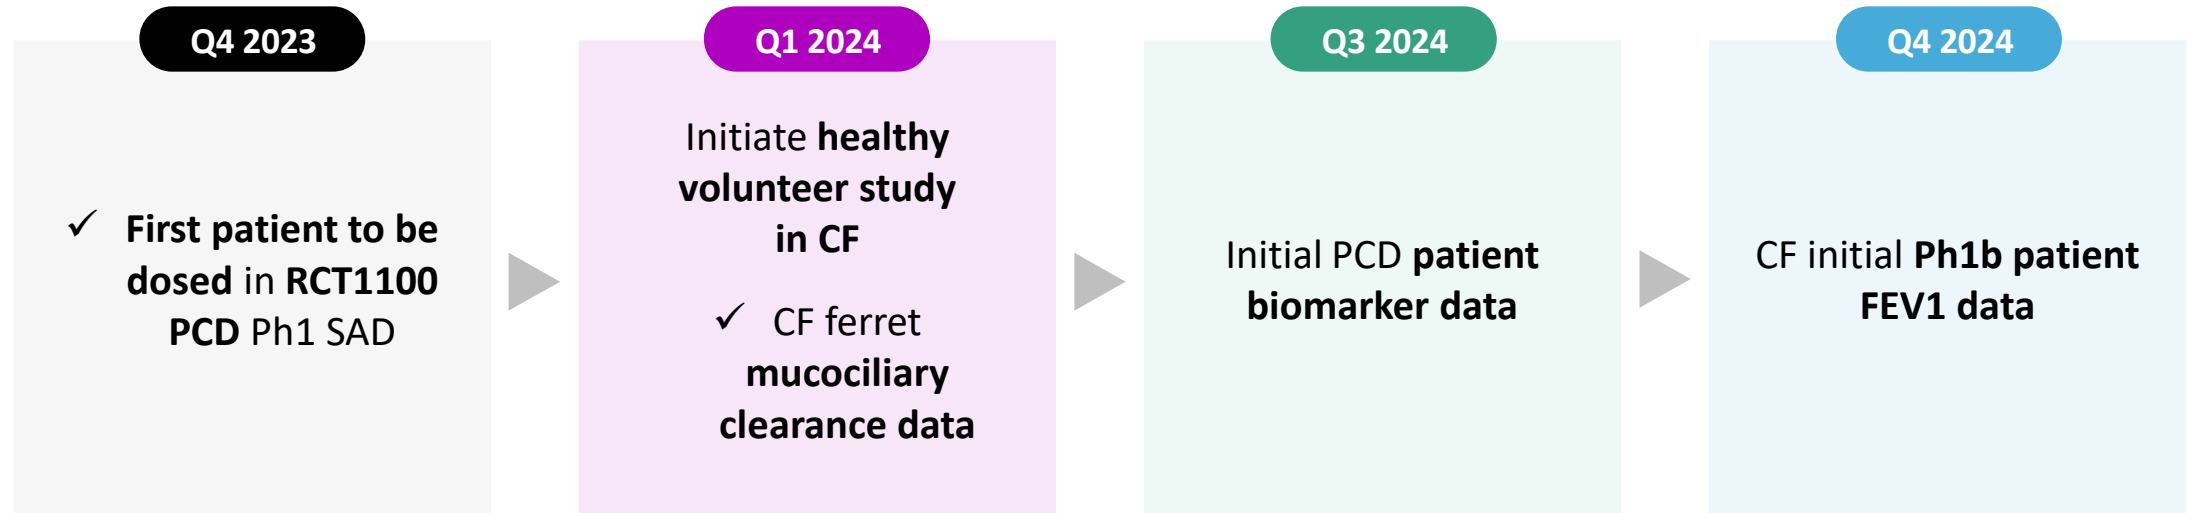 Q4 2023
✓ First patient to be
dosed in RCT1100
PCD Ph1 SAD
Q1 2024
Initiate healthy
volunteer study
in CF
✓ CF ferret
mucociliary
clearance data
Q3 2024
Initial PCD patient
biomarker data
Q4 2024
CF initial Ph1b patient
FEV1 data